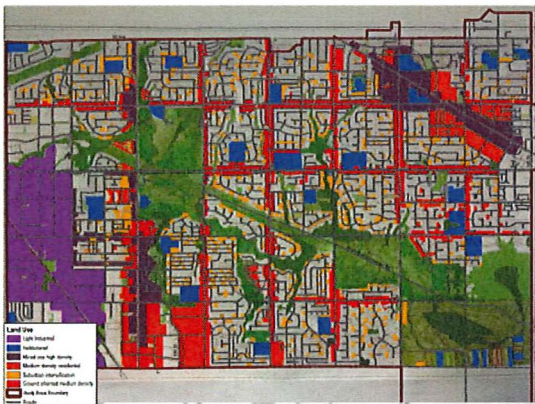 Land Use
Light Industrial
Institutional
Mixed use high density
Medium density residential
Suburban intensification
Ground oriented medium density
Study Area Boundary
Roads